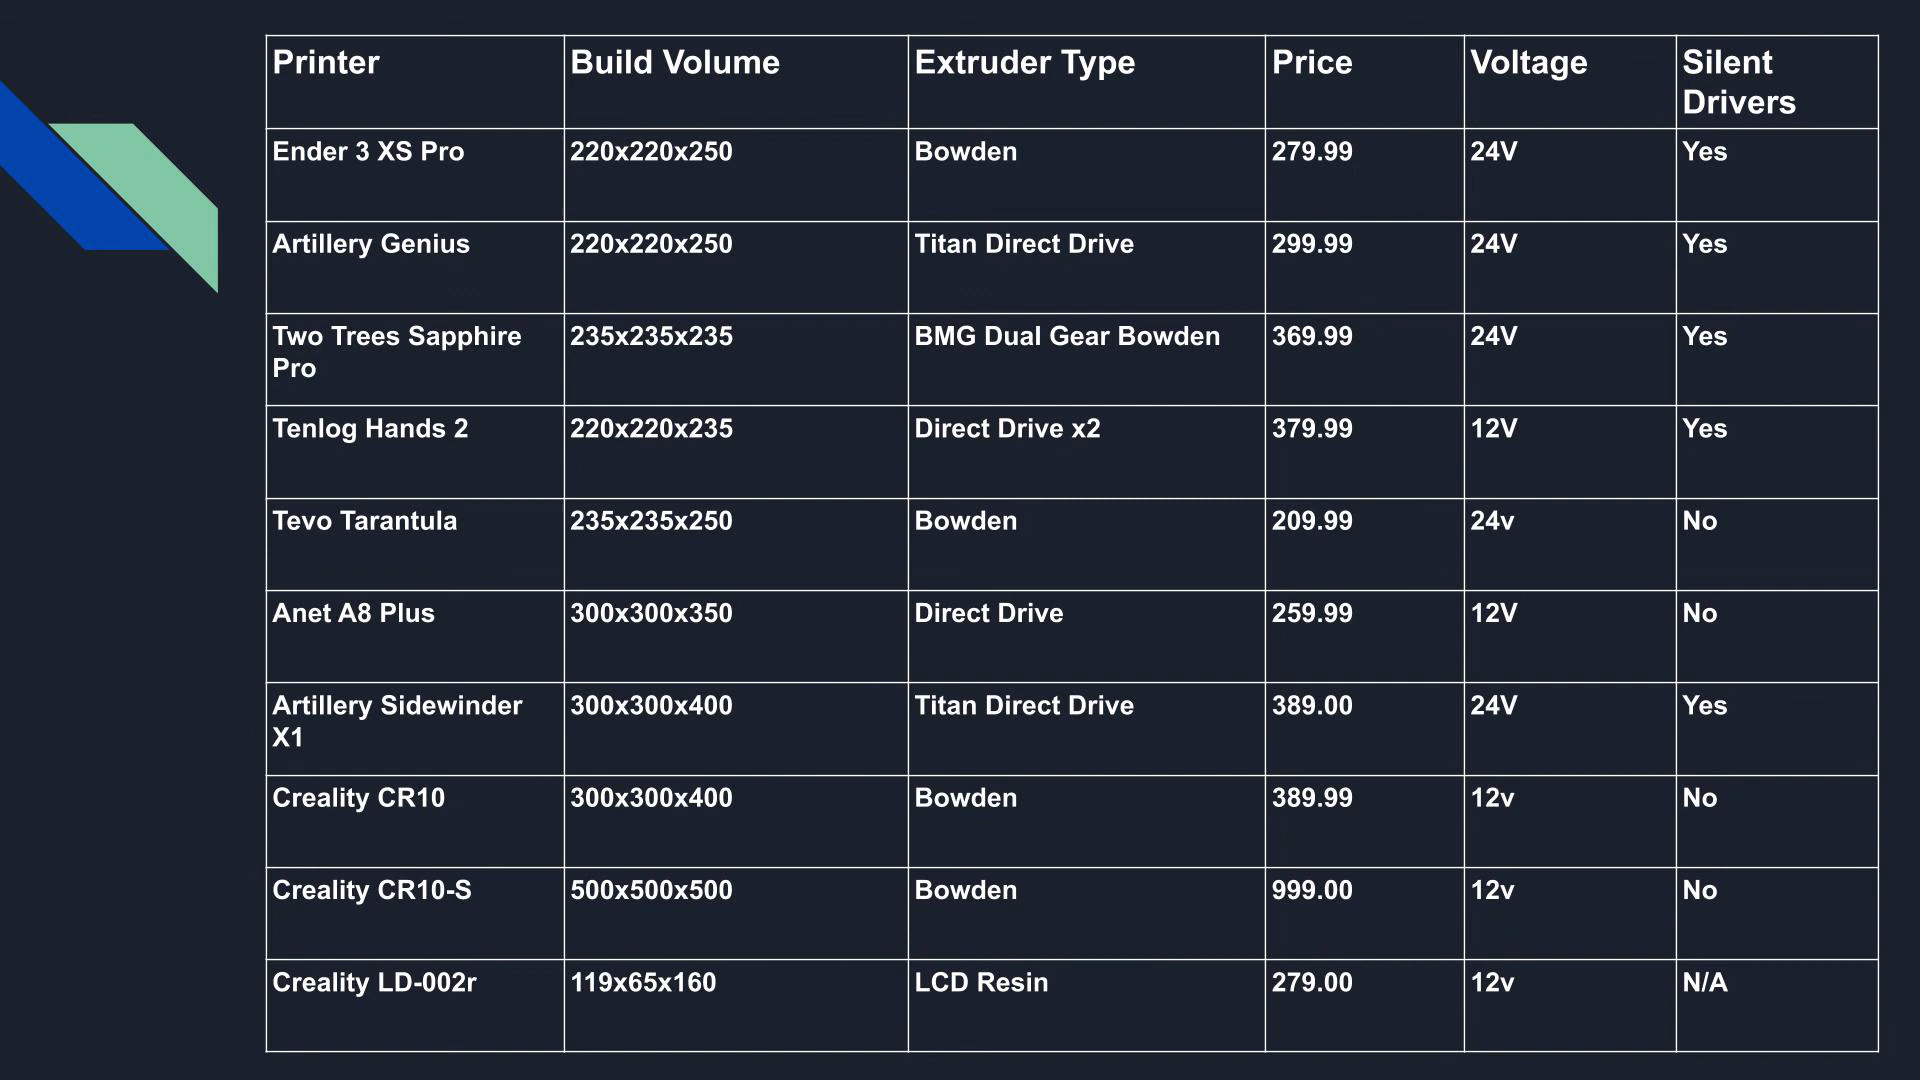 Printer Build Volume Extruder Type Price Voltage Silent Drivers
Ender 3 XS Pro 220x220x250 Bowden 279.99 24V Yes
Artillery Genius 220x220x250 Titan Direct Drive 299.99 24V Yes
Two Trees Sapphire Pro 235x235x235 BMG Dual Gear Bowden 369.99 24V Yes
Tenlog Hands 2 220x220x235 Direct Drive x2 379.99 12V Yes
Tevo Tarantula 235x235x250 Bowden 209.99 24v No
Anet A8 Plus 300x300x350 Direct Drive 259.99 12V No
Artillery Sidewinder X1 300x300x400 Titan Direct Drive 389.00 24V Yes
Creality CR10 300x300x400 Bowden 389.99 12v No
Creality CR10-S 500x500x500 Bowden 999.00 12v No
Creality LD-002r 119x65x160 LCD Resin 279.00 12v N/A